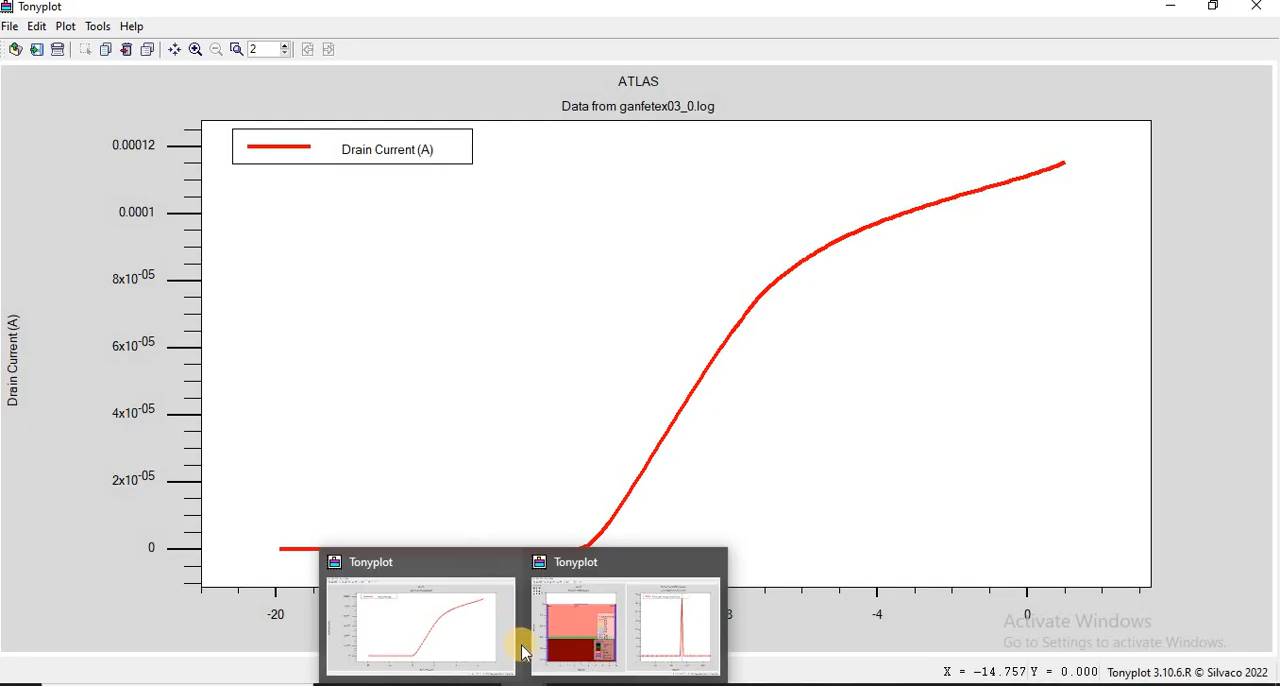 Tonyplot
File Edit Plot Tools Help
2
ATLAS
Data from ganfetex03_0.log
Drain Current (A)
0.00012
0.0001
8x10-05
6x10-05
4x10-05
2x10-05
0
Drain Current (A)
-20
8
-4
0
Tonyplot
Tonyplot
Activate Windows
Go to Settings to activate Windows.
X = -14.757 Y = 0.000 Tonyplot 3.10.6.R © Silvaco 2022